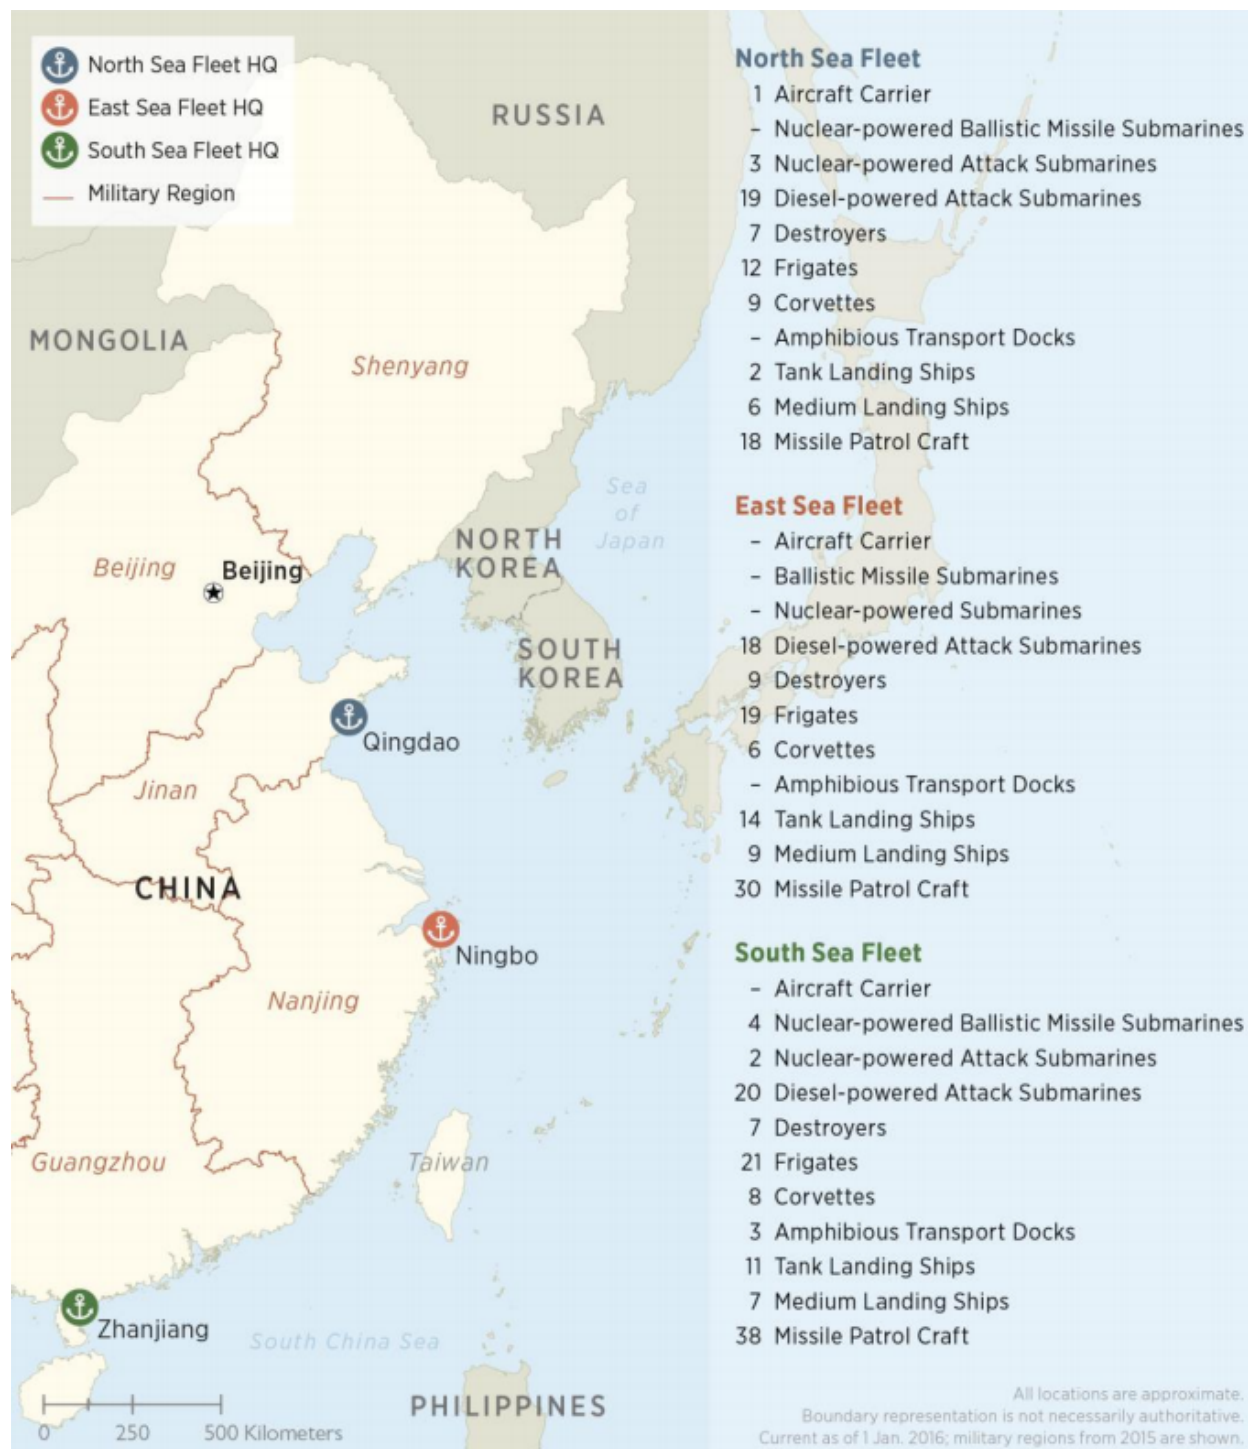 North Sea Fleet HQ
East Sea Fleet HQ
South Sea Fleet HQ
Military Region
RUSSIA
MONGOLIA
Shenyang
Sea
of
Japan
NORTH
KOREA
Beijing
Beijing
SOUTH
KOREA
Qingdao
Jinan
CHINA
Ningbo
Nanjing
Guangzhou
Taiwan
Zhanjiang
South China Sea
PHILIPPINES
0 250 500 Kilometers
North Sea Fleet
1 Aircraft Carrier
– Nuclear-powered Ballistic Missile Submarines
3 Nuclear-powered Attack Submarines
19 Diesel-powered Attack Submarines
7 Destroyers
12 Frigates
9 Corvettes
– Amphibious Transport Docks
2 Tank Landing Ships
6 Medium Landing Ships
18 Missile Patrol Craft
East Sea Fleet
– Aircraft Carrier
– Ballistic Missile Submarines
– Nuclear-powered Submarines
18 Diesel-powered Attack Submarines
9 Destroyers
19 Frigates
6 Corvettes
– Amphibious Transport Docks
14 Tank Landing Ships
9 Medium Landing Ships
30 Missile Patrol Craft
South Sea Fleet
– Aircraft Carrier
4 Nuclear-powered Ballistic Missile Submarines
2 Nuclear-powered Attack Submarines
20 Diesel-powered Attack Submarines
7 Destroyers
21 Frigates
8 Corvettes
3 Amphibious Transport Docks
11 Tank Landing Ships
7 Medium Landing Ships
38 Missile Patrol Craft
All locations are approximate.
Boundary representation is not necessarily authoritative.
Current as of 1 Jan. 2016; military regions from 2015 are shown.